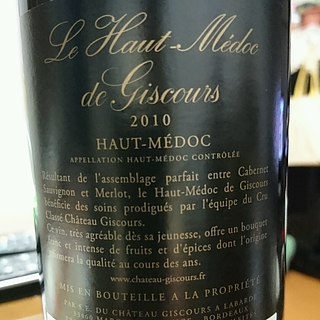 Le Haut-Médoc
de Giscours
2010
HAUT-MÉDOC
APPELLATION HAUT-MÉDOC CONTRÔLÉE
Résultant de l'assemblage parfait entre Cabernet
Sauvignon et Merlot, le Haut-Médoc de Giscours
bénéficie des soins prodigués par l'équipe du Cru
Classé Château Giscours.
Ce vin, très agréable dès sa jeunesse, offre un bouquet
franc et intense de fruits et d'épices dont l'origine
confirmera la qualité au cours des ans.
www.chateau-giscours.fr
MIS EN BOUTEILLE A LA PROPRIÉTÉ
PAR S.E. DU CHÂTEAU GISCOURS A LABARDE
BORDEAUX